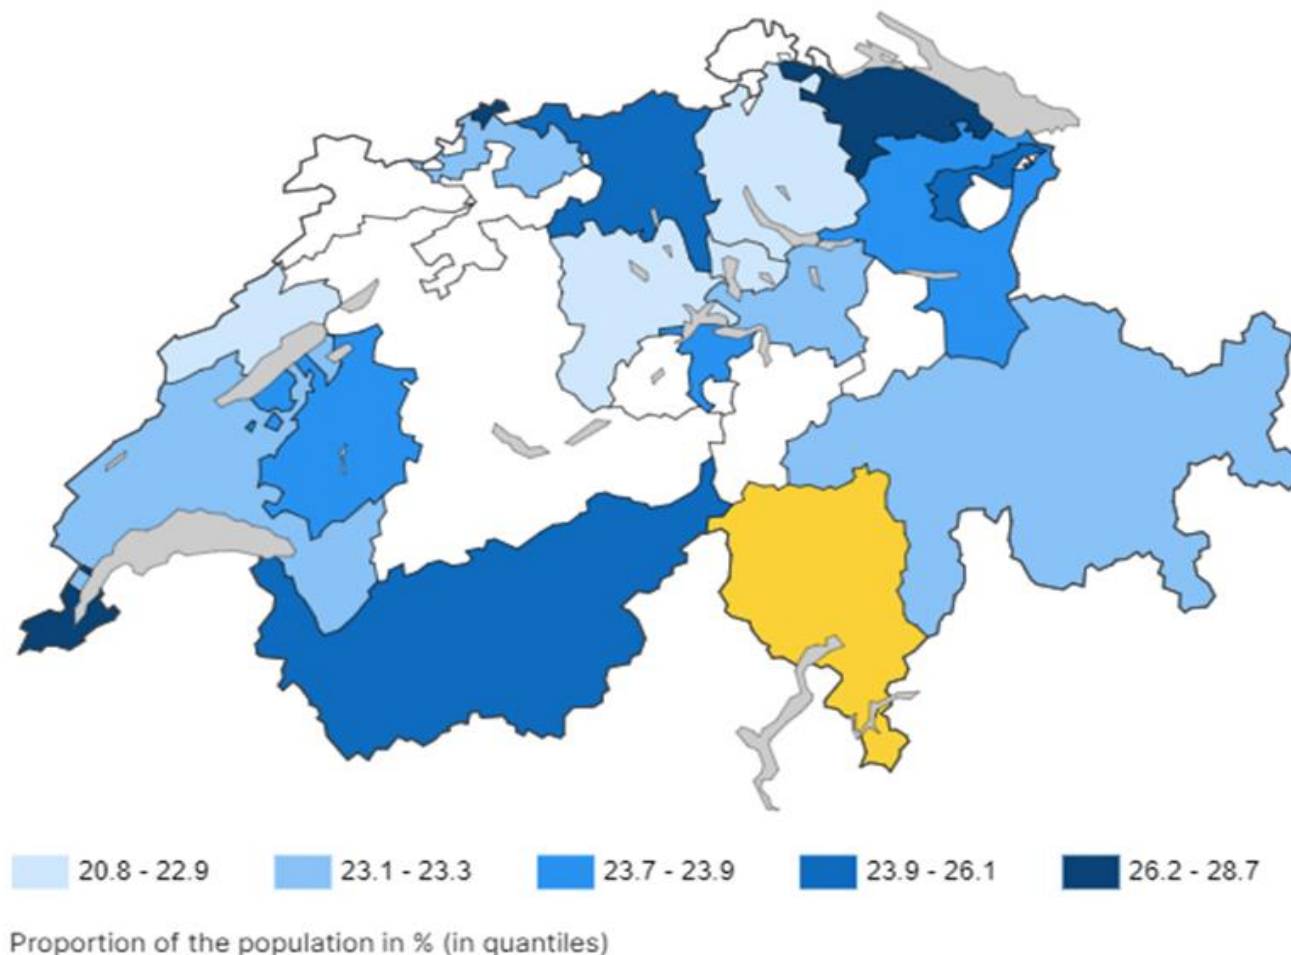 20.8 - 22.9 23.1 - 23.3 23.7 - 23.9 23.9 - 26.1 26.2 - 28.7
Proportion of the population in % (in quantiles)